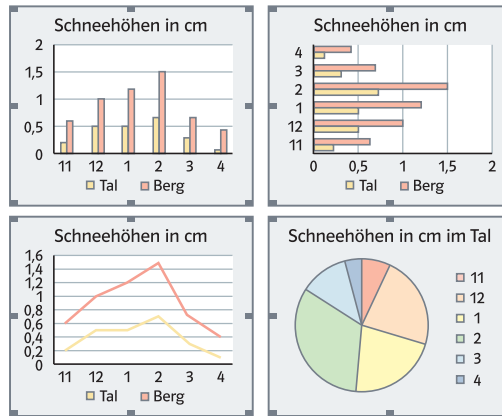 Schneehöhen in cm
2
1
0,5
0
11 12 1 2 3 4
Tal Berg
Schneehöhen in cm
4
3
2
1
12
11
0 0,5 1 1,5 2
Tal Berg
Schneehöhen in cm
1,6
1,4
1,2
1
0,8
0,6
0,4
0,2
0
11 12 1 2 3 4
Tal Berg
Schneehöhen in cm im Tal
11
12
1
2
3
4